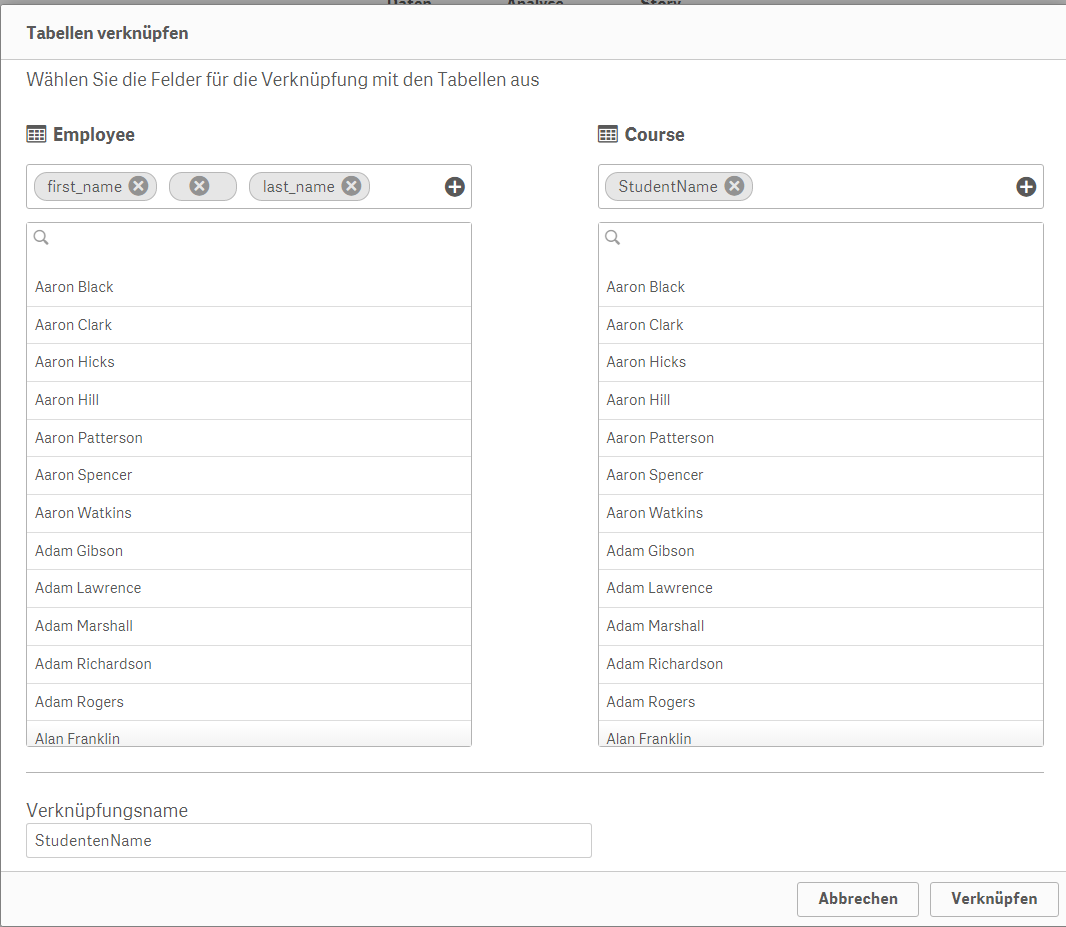 Daten Analyse Story
Tabellen verknüpfen
Wählen Sie die Felder für die Verknüpfung mit den Tabellen aus
Employee
first_name last_name
Aaron Black
Aaron Clark
Aaron Hicks
Aaron Hill
Aaron Patterson
Aaron Spencer
Aaron Watkins
Adam Gibson
Adam Lawrence
Adam Marshall
Adam Richardson
Adam Rogers
Alan Franklin
Course
StudentName
Aaron Black
Aaron Clark
Aaron Hicks
Aaron Hill
Aaron Patterson
Aaron Spencer
Aaron Watkins
Adam Gibson
Adam Lawrence
Adam Marshall
Adam Richardson
Adam Rogers
Alan Franklin
Verknüpfungsname
StudentenName
Abbrechen Verknüpfen